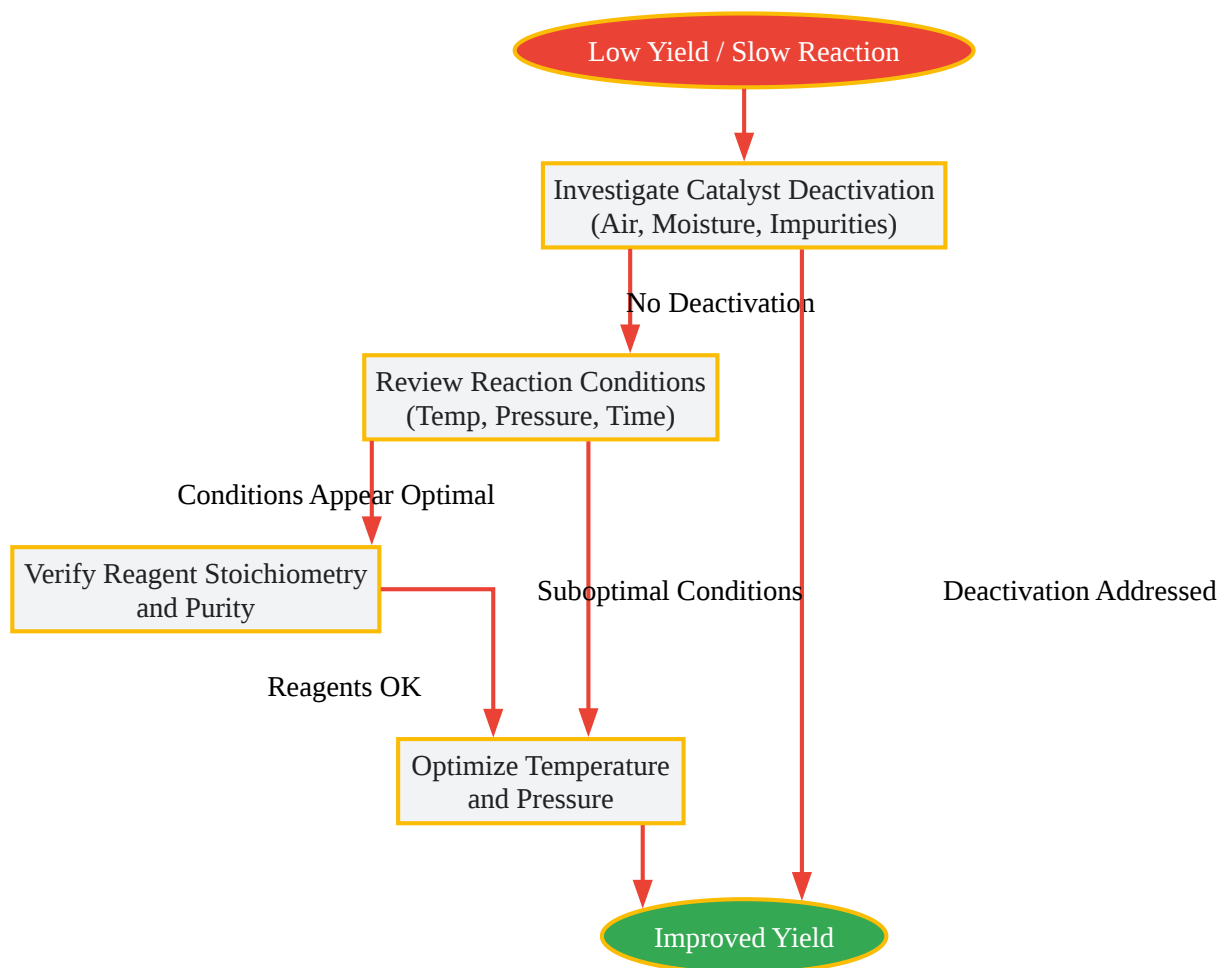 Low Yield / Slow Reaction
Investigate Catalyst Deactivation
(Air, Moisture, Impurities)
No Deactivation
Review Reaction Conditions
(Temp, Pressure, Time)
Conditions Appear Optimal
Verify Reagent Stoichiometry
and Purity
Suboptimal Conditions
Deactivation Addressed
Reagents OK
Optimize Temperature
and Pressure
Improved Yield